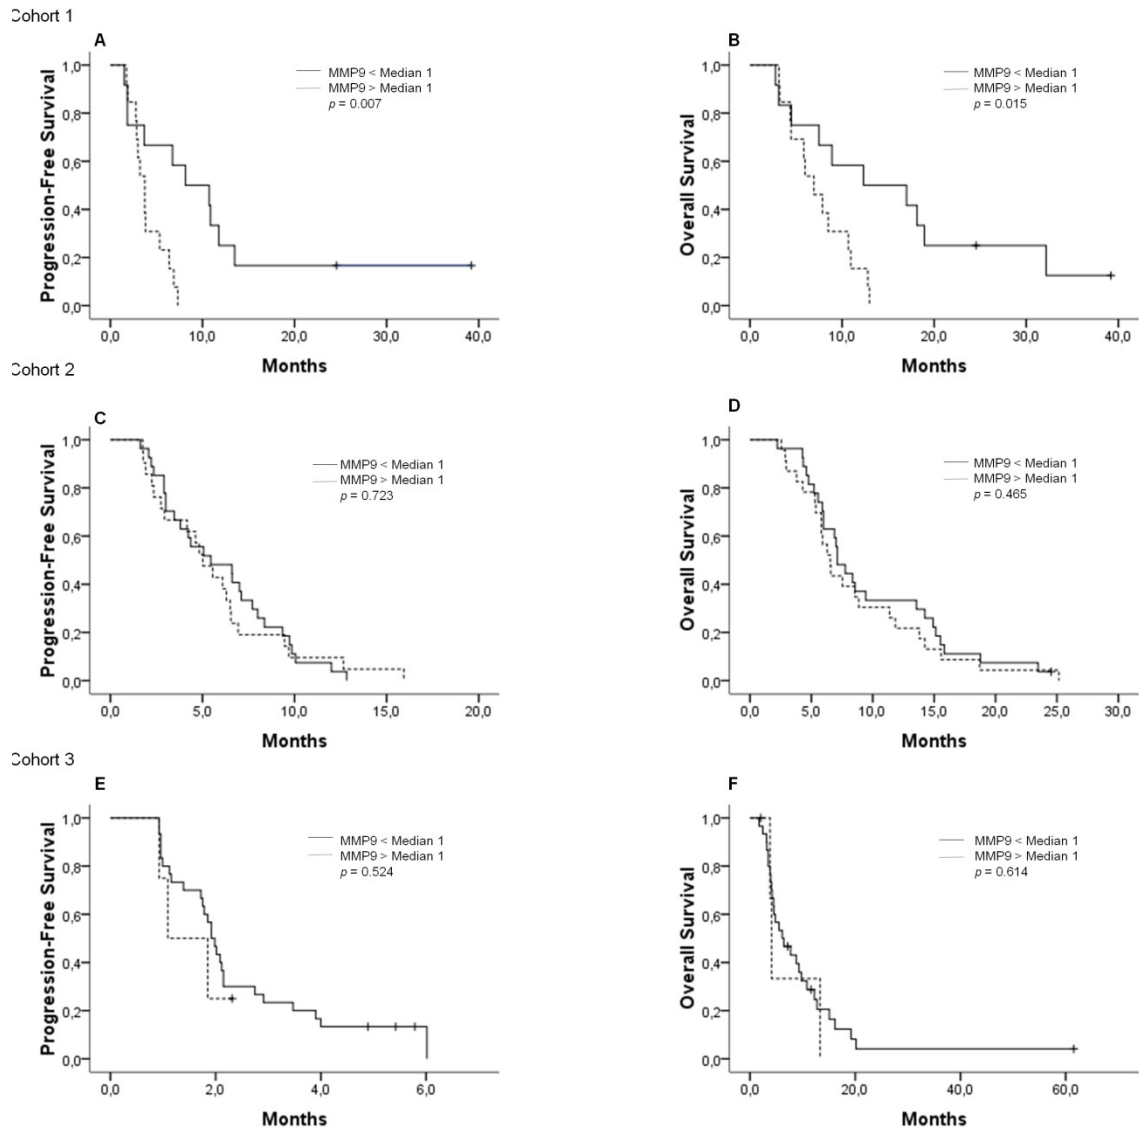 Cohort 1
A
Progression-Free Survival
1,0
0,8
0,6
0,4
0,2
0,0
0,0 10,0 20,0 30,0 40,0
Months
MMP9 < Median 1
MMP9 > Median 1
p = 0.007
B
Overall Survival
1,0
0,8
0,6
0,4
0,2
0,0
0,0 10,0 20,0 30,0 40,0
Months
MMP9 < Median 1
MMP9 > Median 1
p = 0.015
Cohort 2
C
Progression-Free Survival
1,0
0,8
0,6
0,4
0,2
0,0
0,0 5,0 10,0 15,0 20,0
Months
MMP9 < Median 1
MMP9 > Median 1
p = 0.723
D
Overall Survival
1,0
0,8
0,6
0,4
0,2
0,0
0,0 5,0 10,0 15,0 20,0 25,0 30,0
Months
MMP9 < Median 1
MMP9 > Median 1
p = 0.465
Cohort 3
E
Progression-Free Survival
1,0
0,8
0,6
0,4
0,2
0,0
0,0 2,0 4,0 6,0
Months
MMP9 < Median 1
MMP9 > Median 1
p = 0.524
F
Overall Survival
1,0
0,8
0,6
0,4
0,2
0,0
0,0 20,0 40,0 60,0
Months
MMP9 < Median 1
MMP9 > Median 1
p = 0.614